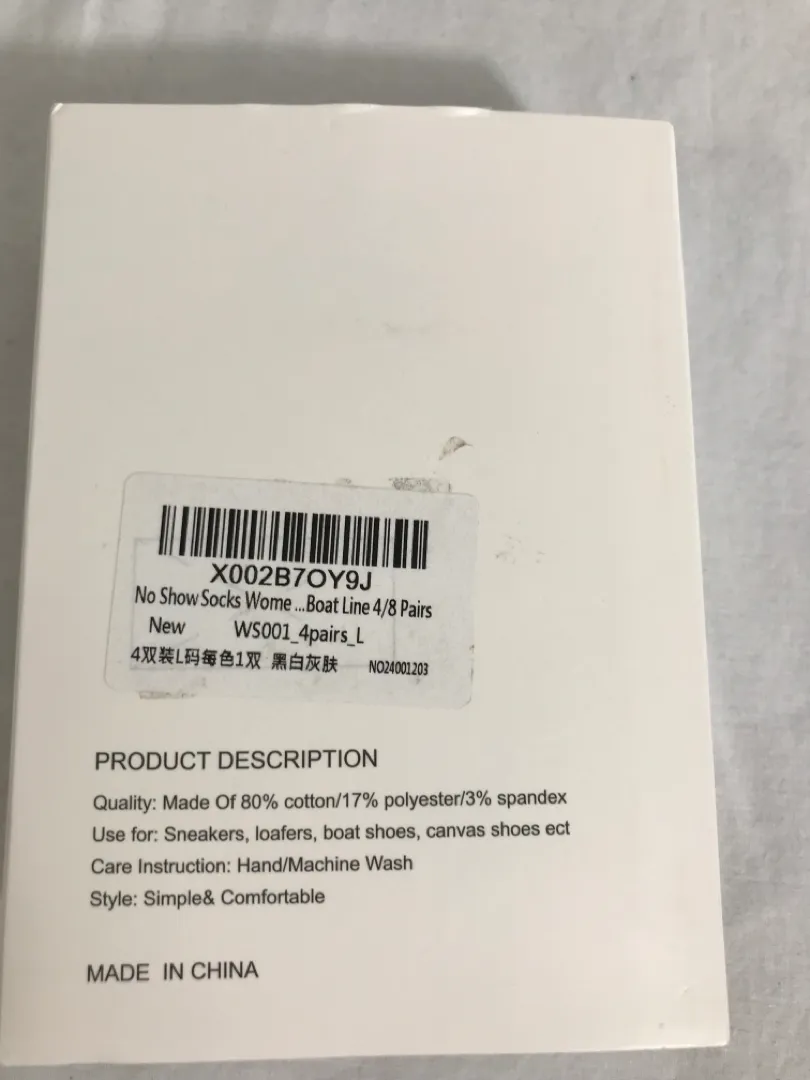 X002B7OY9J
No Show Socks Wome ...Boat Line 4/8 Pairs
New WS001_4pairs_L
4双装L码每色1双 黑白灰肤 NO24001203
PRODUCT DESCRIPTION
Quality: Made Of 80% cotton/17% polyester/3% spandex
Use for: Sneakers, loafers, boat shoes, canvas shoes ect
Care Instruction: Hand/Machine Wash
Style: Simple& Comfortable
MADE IN CHINA